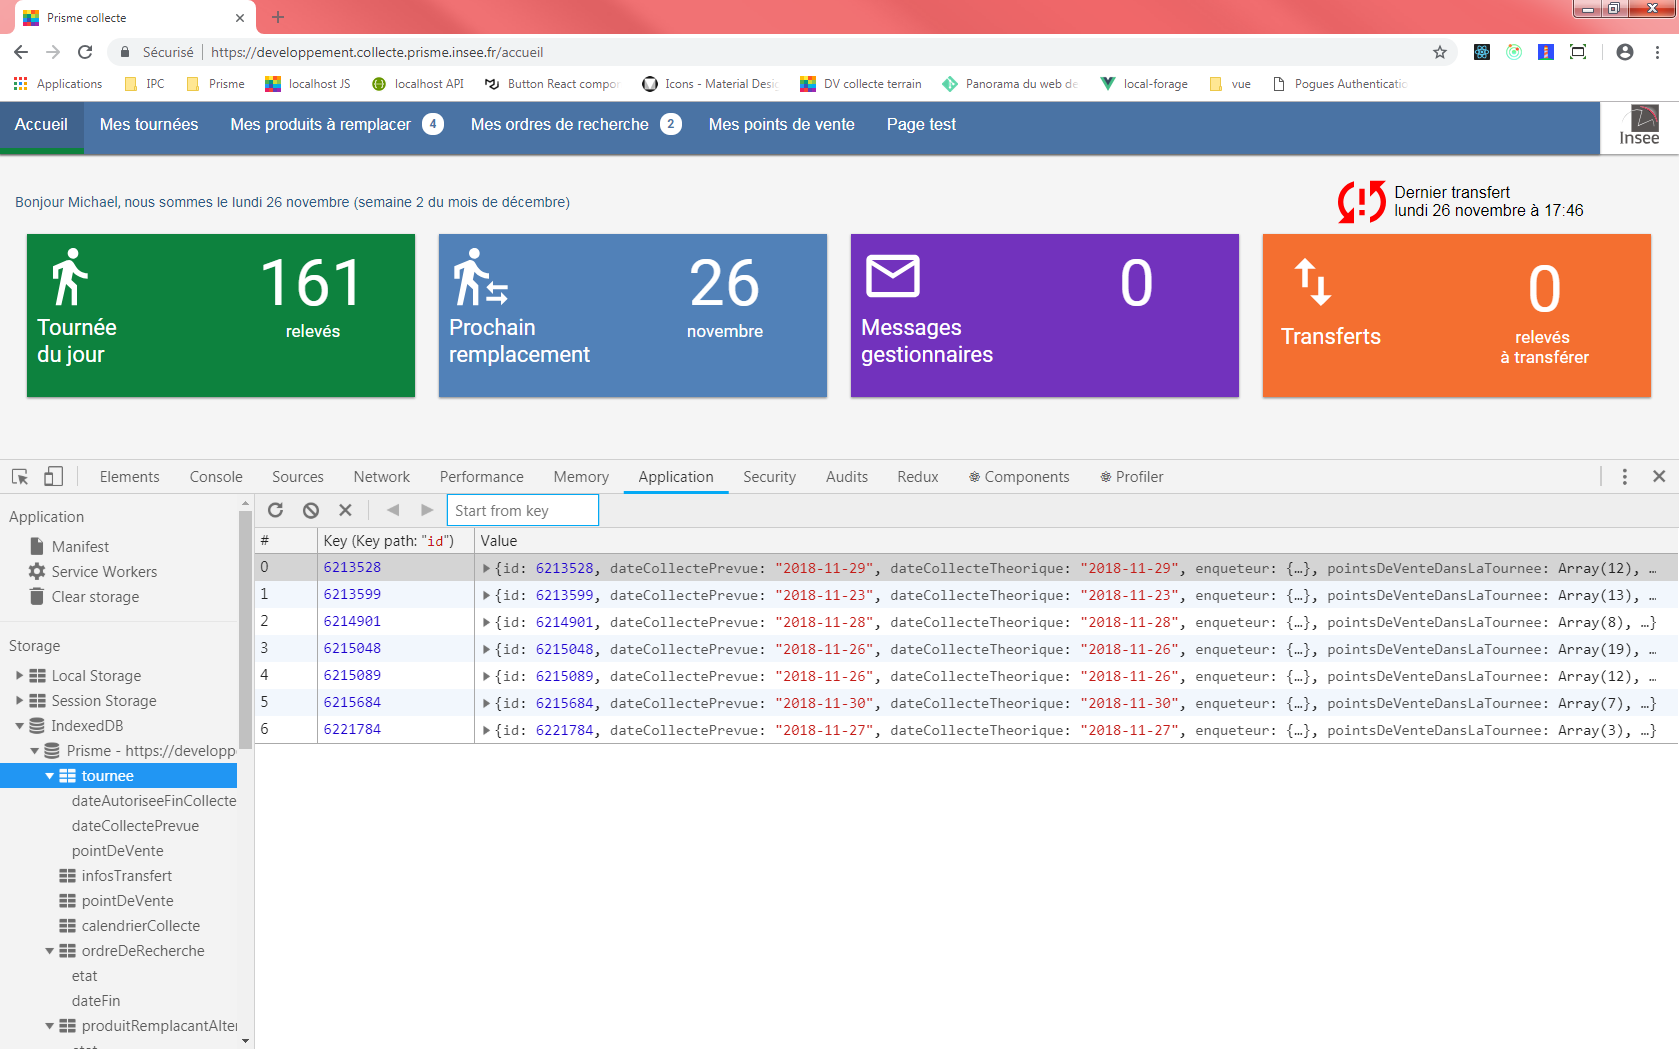 Prisme collecte
Sécurisé | https://developpement.collecte.prisme.insee.fr/accueil
Applications IPC Prisme localhost JS localhost API Button React compor Icons - Material Desi DV collecte terrain Panorama du web de local-forage vue Pogues Authenticatio
Accueil Mes tournées Mes produits à remplacer 4 Mes ordres de recherche 2 Mes points de vente Page test Insee
Bonjour Michael, nous sommes le lundi 26 novembre (semaine 2 du mois de décembre)
Dernier transfert
lundi 26 novembre à 17:46
161
relevés
Tournée
du jour
26
novembre
Prochain
remplacement
0
Messages
gestionnaires
0
relevés
à transférer
Transferts
Elements Console Sources Network Performance Memory Application Security Audits Redux Components Profiler
Application
Manifest
Service Workers
Clear storage
Storage
Local Storage
Session Storage
IndexedDB
Prisme - https://developp
tournee
dateAutoriseeFinCollecte
dateCollectePrevue
pointDeVente
infosTransfert
pointDeVente
calendrierCollecte
ordreDeRecherche
etat
dateFin
produitRemplacantAlter
Start from key
# Key (Key path: "id") Value
0 6213528 {id: 6213528, dateCollectePrevue: "2018-11-29", dateCollecteTheorique: "2018-11-29", enqueteur: {…}, pointsDeVenteDansLaTournee: Array(12), …
1 6213599 {id: 6213599, dateCollectePrevue: "2018-11-23", dateCollecteTheorique: "2018-11-23", enqueteur: {…}, pointsDeVenteDansLaTournee: Array(13), …
2 6214901 {id: 6214901, dateCollectePrevue: "2018-11-28", dateCollecteTheorique: "2018-11-28", enqueteur: {…}, pointsDeVenteDansLaTournee: Array(8), …}
3 6215048 {id: 6215048, dateCollectePrevue: "2018-11-26", dateCollecteTheorique: "2018-11-26", enqueteur: {…}, pointsDeVenteDansLaTournee: Array(19), …
4 6215089 {id: 6215089, dateCollectePrevue: "2018-11-26", dateCollecteTheorique: "2018-11-26", enqueteur: {…}, pointsDeVenteDansLaTournee: Array(12), …
5 6215684 {id: 6215684, dateCollectePrevue: "2018-11-30", dateCollecteTheorique: "2018-11-30", enqueteur: {…}, pointsDeVenteDansLaTournee: Array(7), …}
6 6221784 {id: 6221784, dateCollectePrevue: "2018-11-27", dateCollecteTheorique: "2018-11-27", enqueteur: {…}, pointsDeVenteDansLaTournee: Array(3), …}